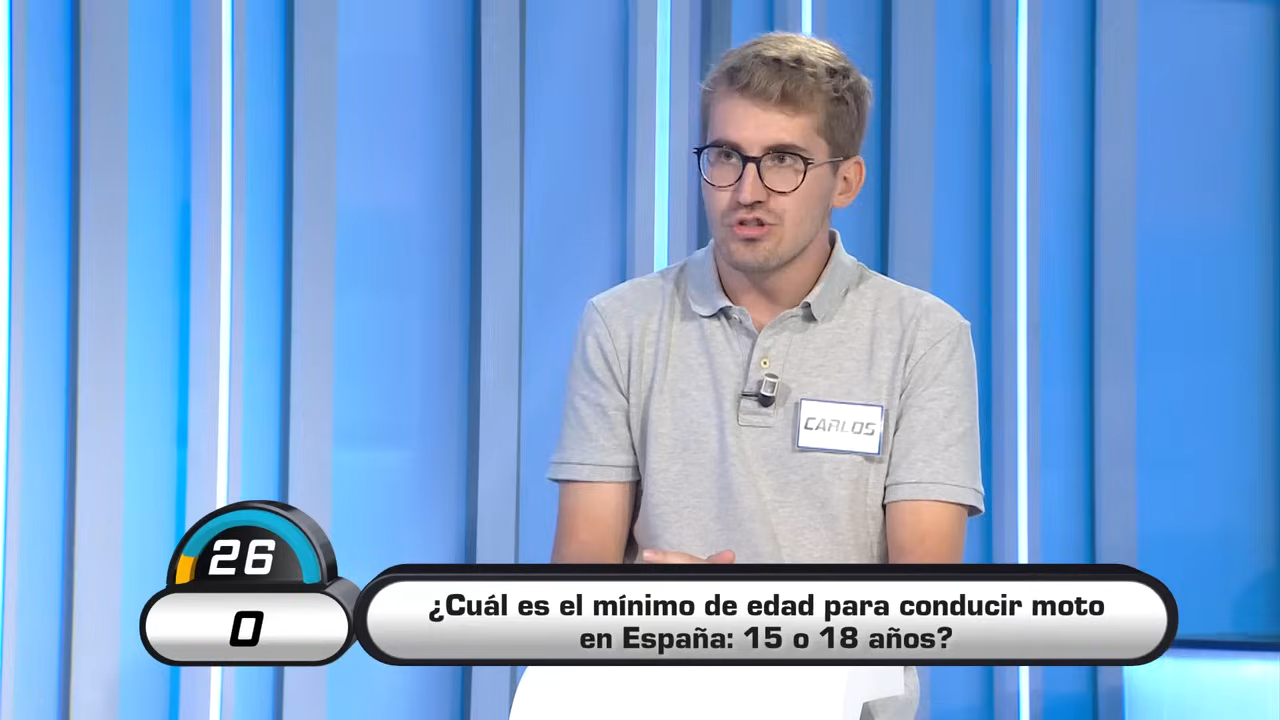 CARLOS
26
0
¿Cuál es el mínimo de edad para conducir moto
en España: 15 o 18 años?